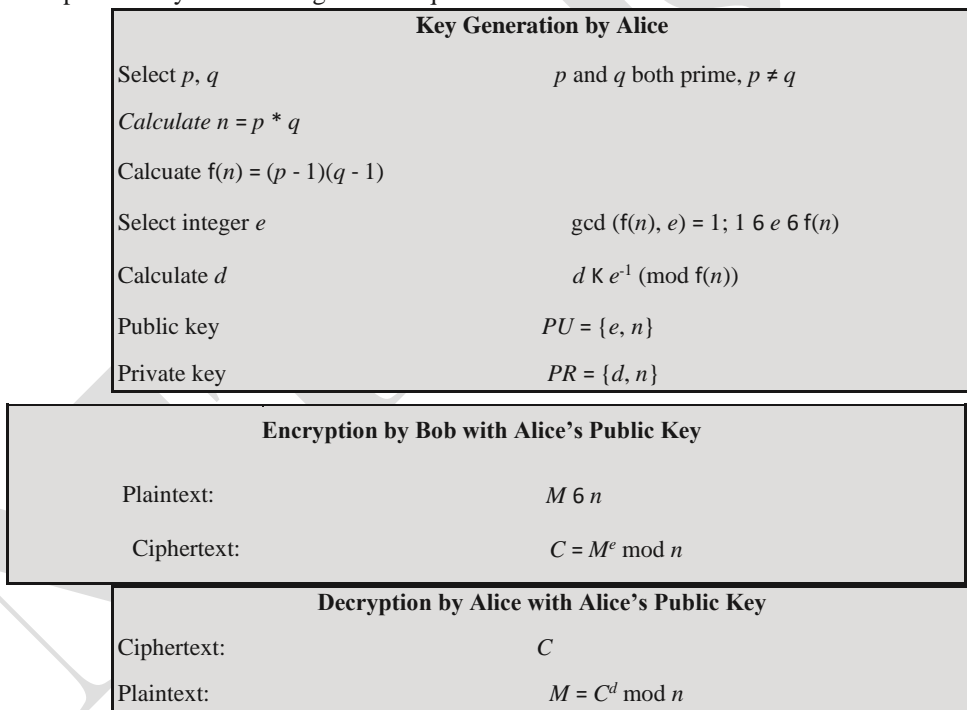 Key Generation by Alice
Select p, q p and q both prime, p ≠ q
Calculate n = p * q
Calcuate f(n) = (p - 1)(q - 1)
Select integer e gcd (f(n), e) = 1; 1 6 e 6 f(n)
Calculate d d K e-1 (mod f(n))
Public key PU = {e, n}
Private key PR = {d, n}
Encryption by Bob with Alice’s Public Key
Plaintext: M 6 n
Ciphertext: C = Me mod n
Decryption by Alice with Alice’s Public Key
Ciphertext: C
Plaintext: M = Cd mod n